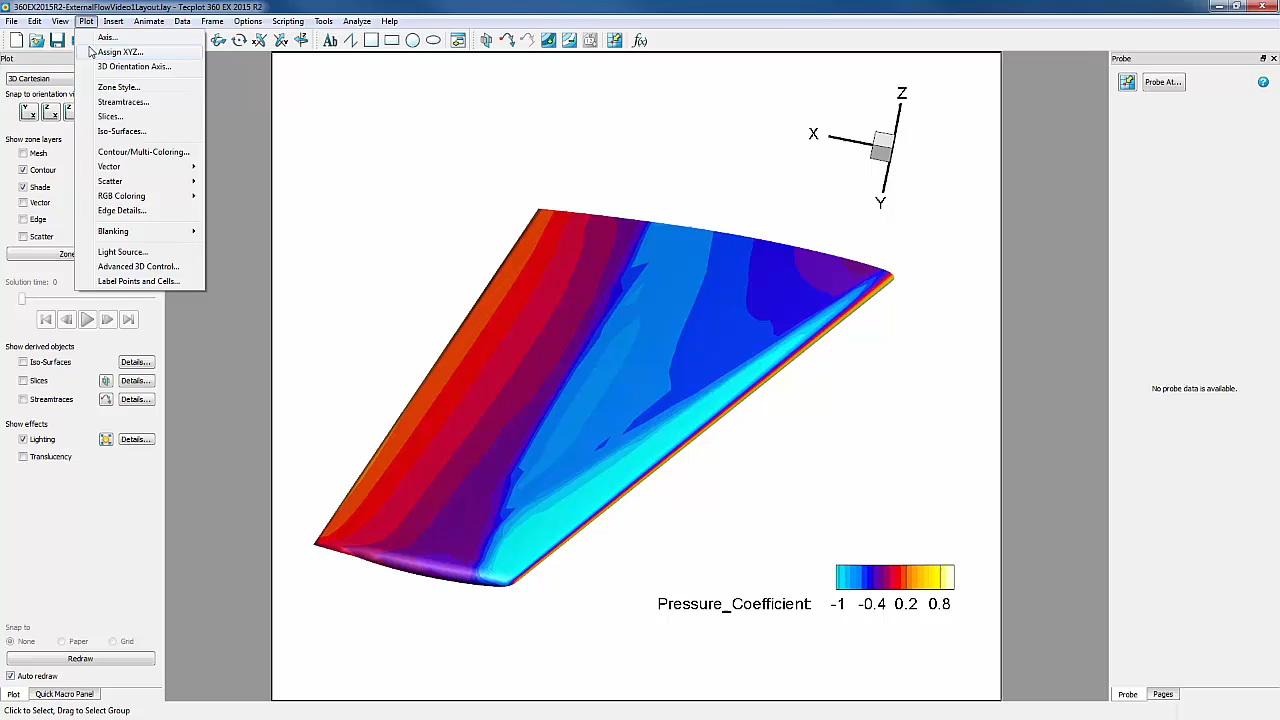 360EX2015R2-ExternalFlowVideo1Layout.lay - Tecplot 360 EX 2015 R2
File Edit View Plot Insert Animate Data Frame Options Scripting Tools Analyze Help
Ab f(x)
Plot
3D Cartesian
Snap to orientation vi
Y X Z X Z
Show zone layers
Mesh
Contour
Shade
Vector
Edge
Scatter
Zone
Solution time: 0
Axis...
Assign XYZ...
3D Orientation Axis...
Zone Style...
Streamtraces...
Slices...
Iso-Surfaces...
Contour/Multi-Coloring...
Vector
Scatter
RGB Coloring
Edge Details...
Blanking
Light Source...
Advanced 3D Control...
Label Points and Cells...
Show derived objects
Iso-Surfaces Details...
Slices Details...
Streamtraces Details...
Show effects
Lighting Details...
Translucency
Snap to
None Paper Grid
Redraw
Auto redraw
Plot Quick Macro Panel
Click to Select, Drag to Select Group
Z
X
Y
Pressure_Coefficient: -1 -0.4 0.2 0.8
Probe
Probe At... ?
No probe data is available.
Probe Pages